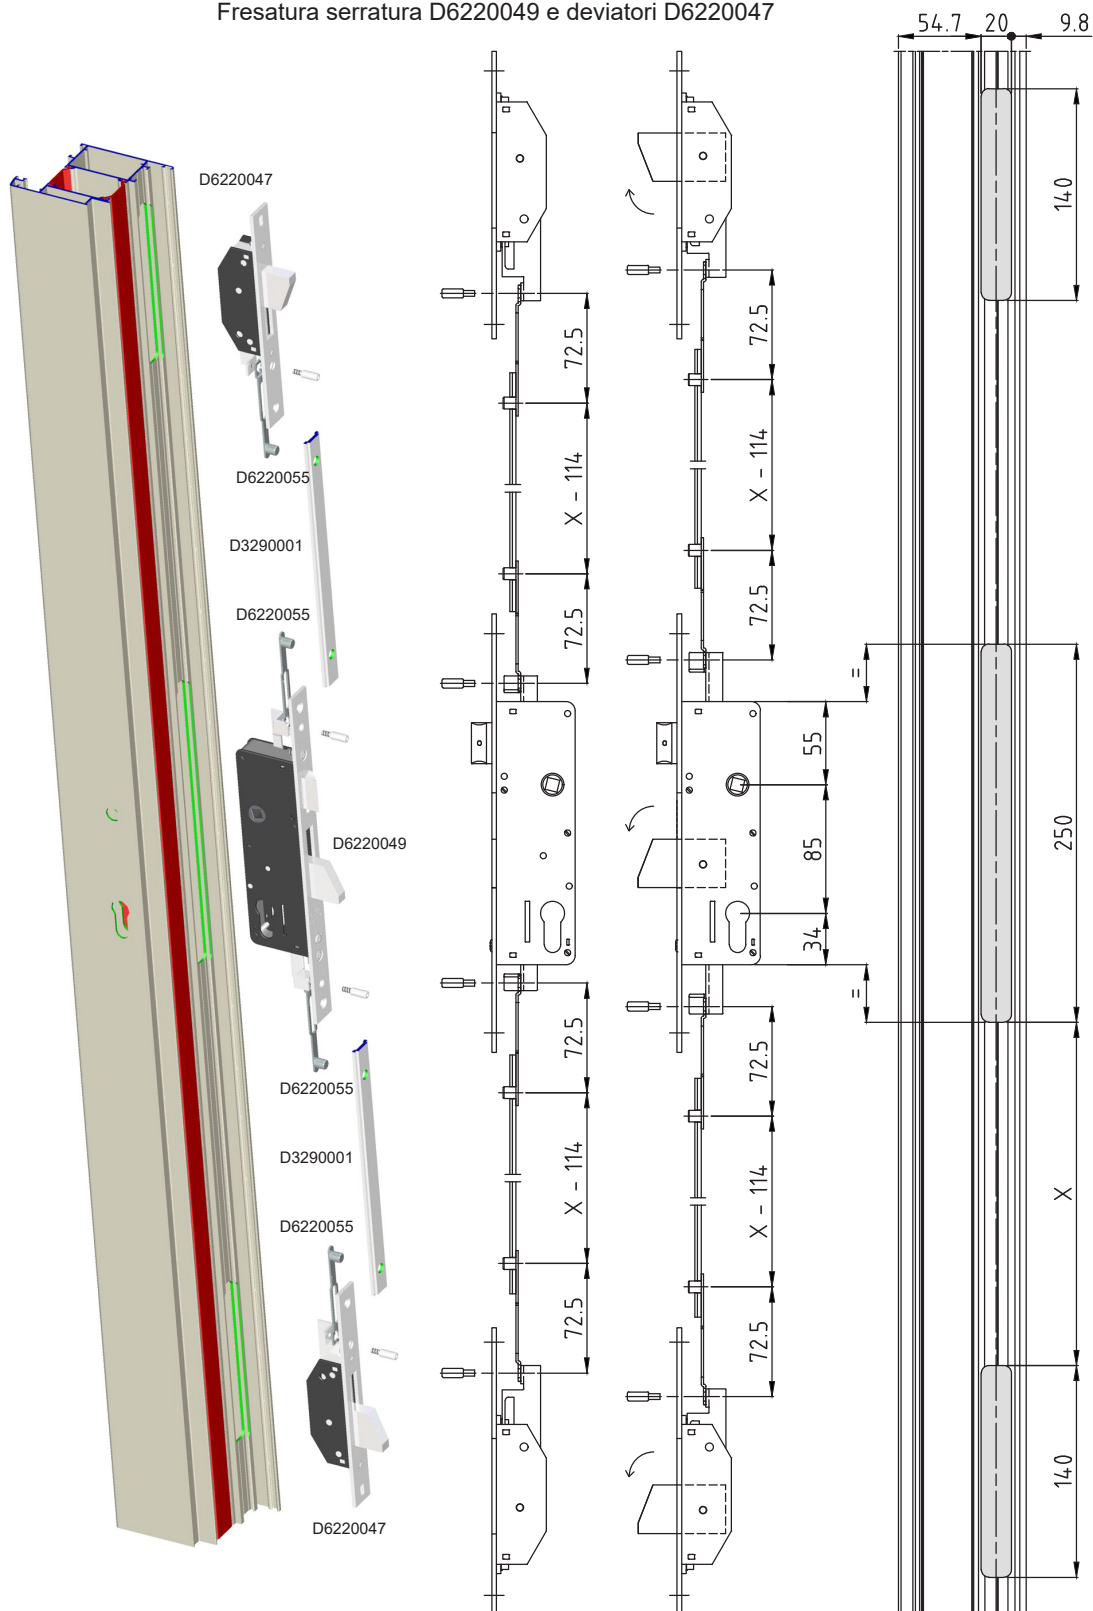 Fresatura serratura D6220049 e deviatori D6220047
54.7 20 9.8
D6220047
140
72.5
72.5
D6220055
X - 114
X - 114
D3290001
D6220055
72.5
72.5
=
55
D6220049
85
250
34
=
72.5
72.5
D6220055
D3290001
X - 114
X - 114
X
D6220055
72.5
72.5
140
D6220047